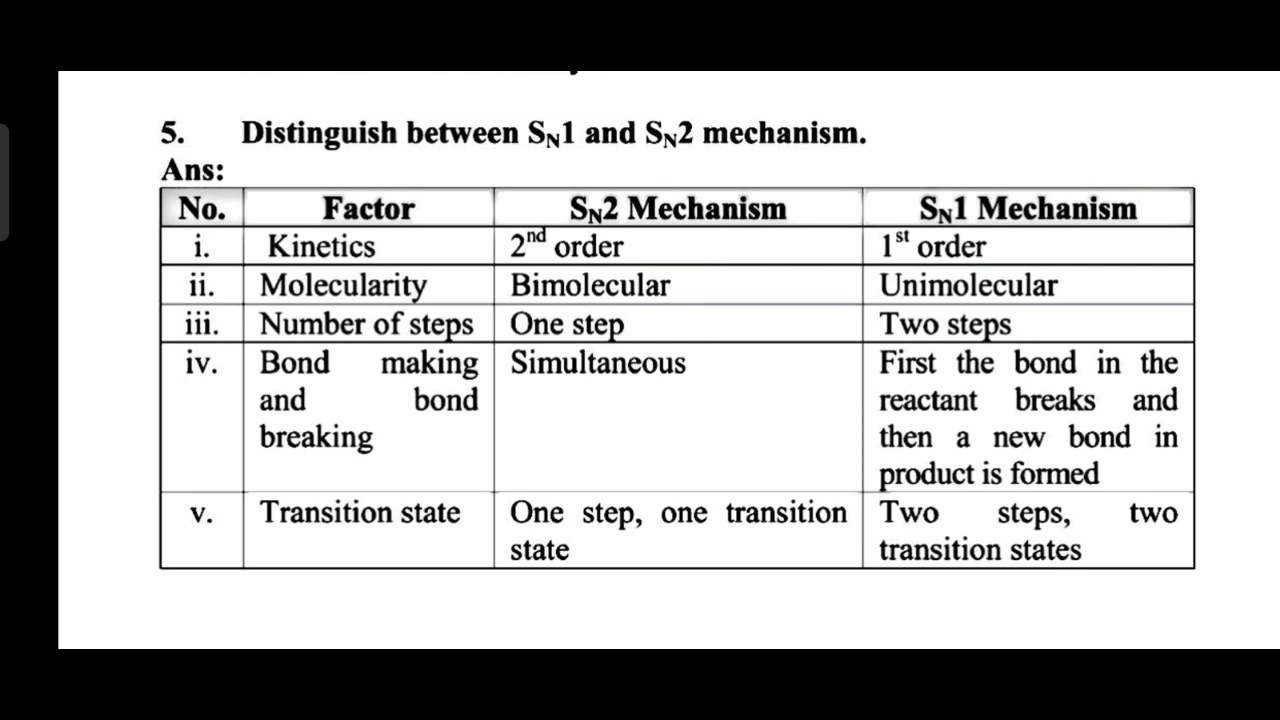 5. Distinguish between SN1 and SN2 mechanism.
Ans:
No. Factor SN2 Mechanism SN1 Mechanism
i. Kinetics 2nd order 1st order
ii. Molecularity Bimolecular Unimolecular
iii. Number of steps One step Two steps
iv. Bond making Simultaneous First the bond in the
and bond reactant breaks and
breaking then a new bond in
product is formed
v. Transition state One step, one transition Two steps, two
state transition states